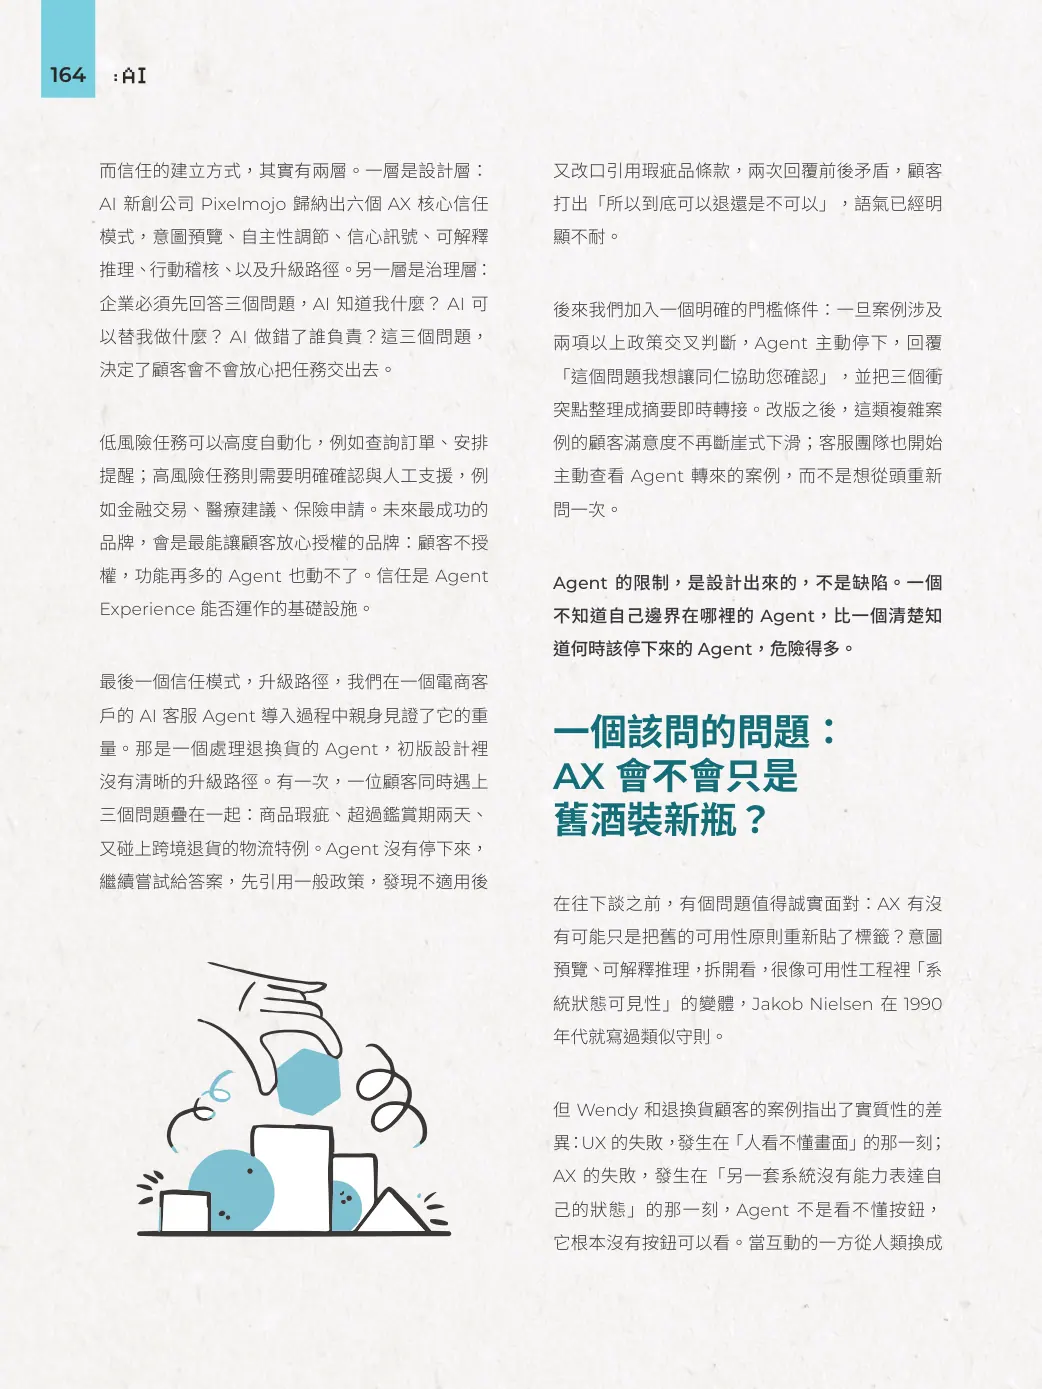 164
:AI
而信任的建立方式，其實有兩層。一層是設計層：
AI 新創公司 Pixelmojo 歸納出六個 AX 核心信任
模式，意圖預覽、自主性調節、信心訊號、可解釋
推理、行動稽核、以及升級路徑。另一層是治理層：
企業必須先回答三個問題，AI 知道我什麼？ AI 可
以替我做什麼？ AI 做錯了誰負責？這三個問題，
決定了顧客會不會放心把任務交出去。
低風險任務可以高度自動化，例如查詢訂單、安排
提醒；高風險任務則需要明確確認與人工支援，例
如金融交易、醫療建議、保險申請。未來最成功的
品牌，會是最能讓顧客放心授權的品牌：顧客不授
權，功能再多的 Agent 也動不了。信任是 Agent
Experience 能否運作的基礎設施。
最後一個信任模式，升級路徑，我們在一個電商客
戶的 AI 客服 Agent 導入過程中親身見證了它的重
量。那是一個處理退換貨的 Agent，初版設計裡
沒有清晰的升級路徑。有一次，一位顧客同時遇上
三個問題疊在一起：商品瑕疵、超過鑑賞期兩天、
又碰上跨境退貨的物流特例。Agent 沒有停下來，
繼續嘗試給答案，先引用一般政策，發現不適用後
又改口引用瑕疵品條款，兩次回覆前後矛盾，顧客
打出「所以到底可以退還是不可以」，語氣已經明
顯不耐。
後來我們加入一個明確的門檻條件：一旦案例涉及
兩項以上政策交叉判斷，Agent 主動停下，回覆
「這個問題我想讓同仁協助您確認」，並把三個衝
突點整理成摘要即時轉接。改版之後，這類複雜案
例的顧客滿意度不再斷崖式下滑；客服團隊也開始
主動查看 Agent 轉來的案例，而不是想從頭重新
問一次。
Agent 的限制，是設計出來的，不是缺陷。一個
不知道自己邊界在哪裡的 Agent，比一個清楚知
道何時該停下來的 Agent，危險得多。
一個該問的問題：
AX 會不會只是
舊酒裝新瓶？
在往下談之前，有個問題值得誠實面對：AX 有沒
有可能只是把舊的可用性原則重新貼了標籤？意圖
預覽、可解釋推理，拆開看，很像可用性工程裡「系
統狀態可見性」的變體，Jakob Nielsen 在 1990
年代就寫過類似守則。
但 Wendy 和退換貨顧客的案例指出了實質性的差
異：UX 的失敗，發生在「人看不懂畫面」的那一刻；
AX 的失敗，發生在「另一套系統沒有能力表達自
己的狀態」的那一刻，Agent 不是看不懂按鈕，
它根本沒有按鈕可以看。當互動的一方從人類換成